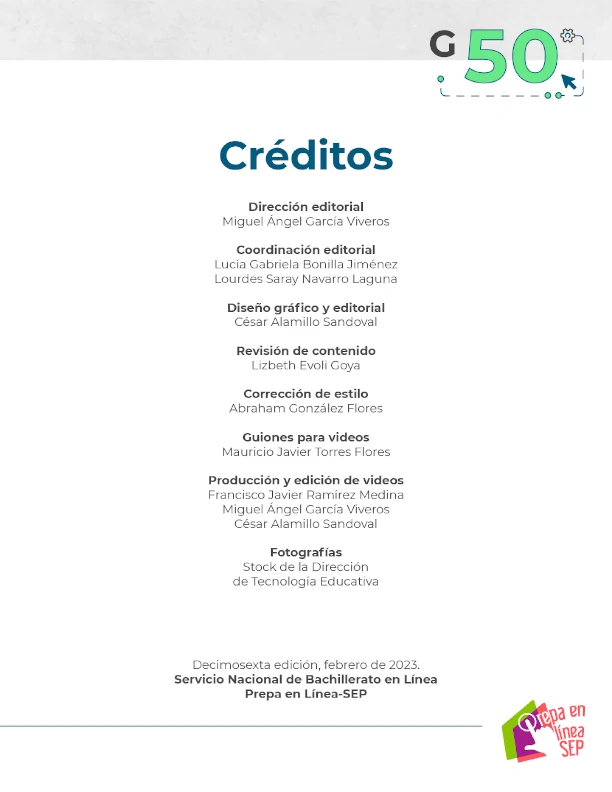 G 50
Créditos
Dirección editorial
Miguel Ángel García Viveros
Coordinación editorial
Lucía Gabriela Bonilla Jiménez
Lourdes Saray Navarro Laguna
Diseño gráfico y editorial
César Alamillo Sandoval
Revisión de contenido
Lizbeth Evoli Goya
Corrección de estilo
Abraham González Flores
Guiones para videos
Mauricio Javier Torres Flores
Producción y edición de videos
Francisco Javier Ramírez Medina
Miguel Ángel García Viveros
César Alamillo Sandoval
Fotografías
Stock de la Dirección
de Tecnología Educativa
Decimosexta edición, febrero de 2023.
Servicio Nacional de Bachillerato en Línea
Prepa en Línea-SEP
Prepa en
línea
SEP